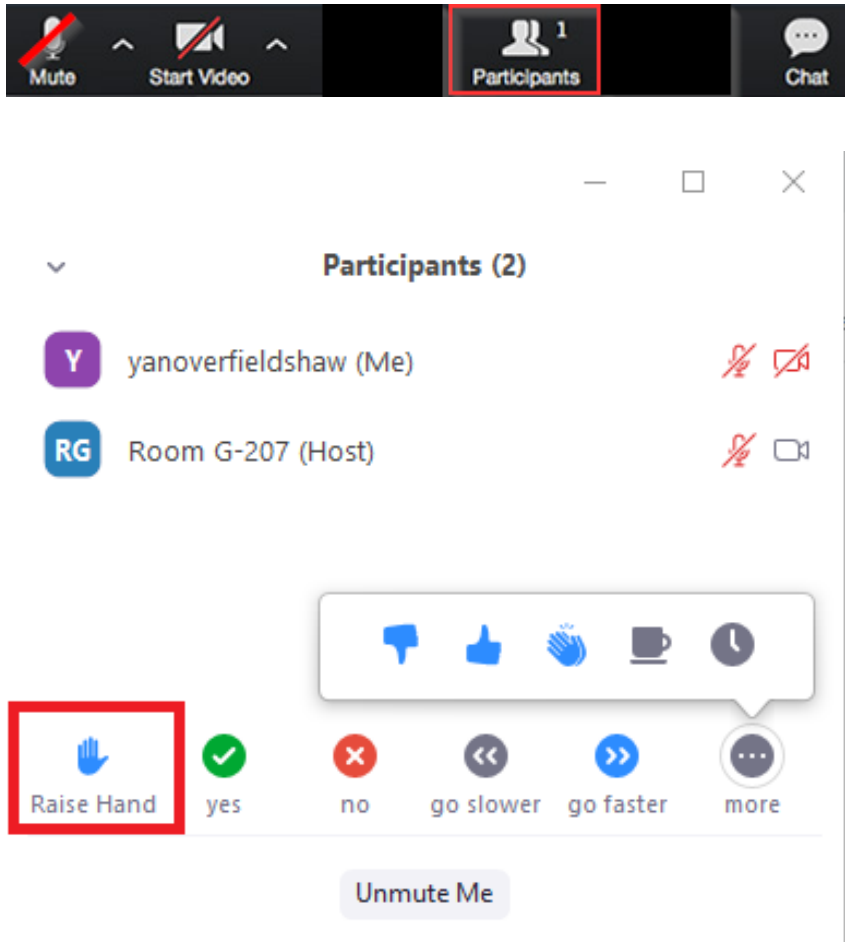 1
Mute Start Video Participants Chat
Participants (2)
Y yanoverfieldshaw (Me)
RG Room G-207 (Host)
Raise Hand yes no go slower go faster more
Unmute Me